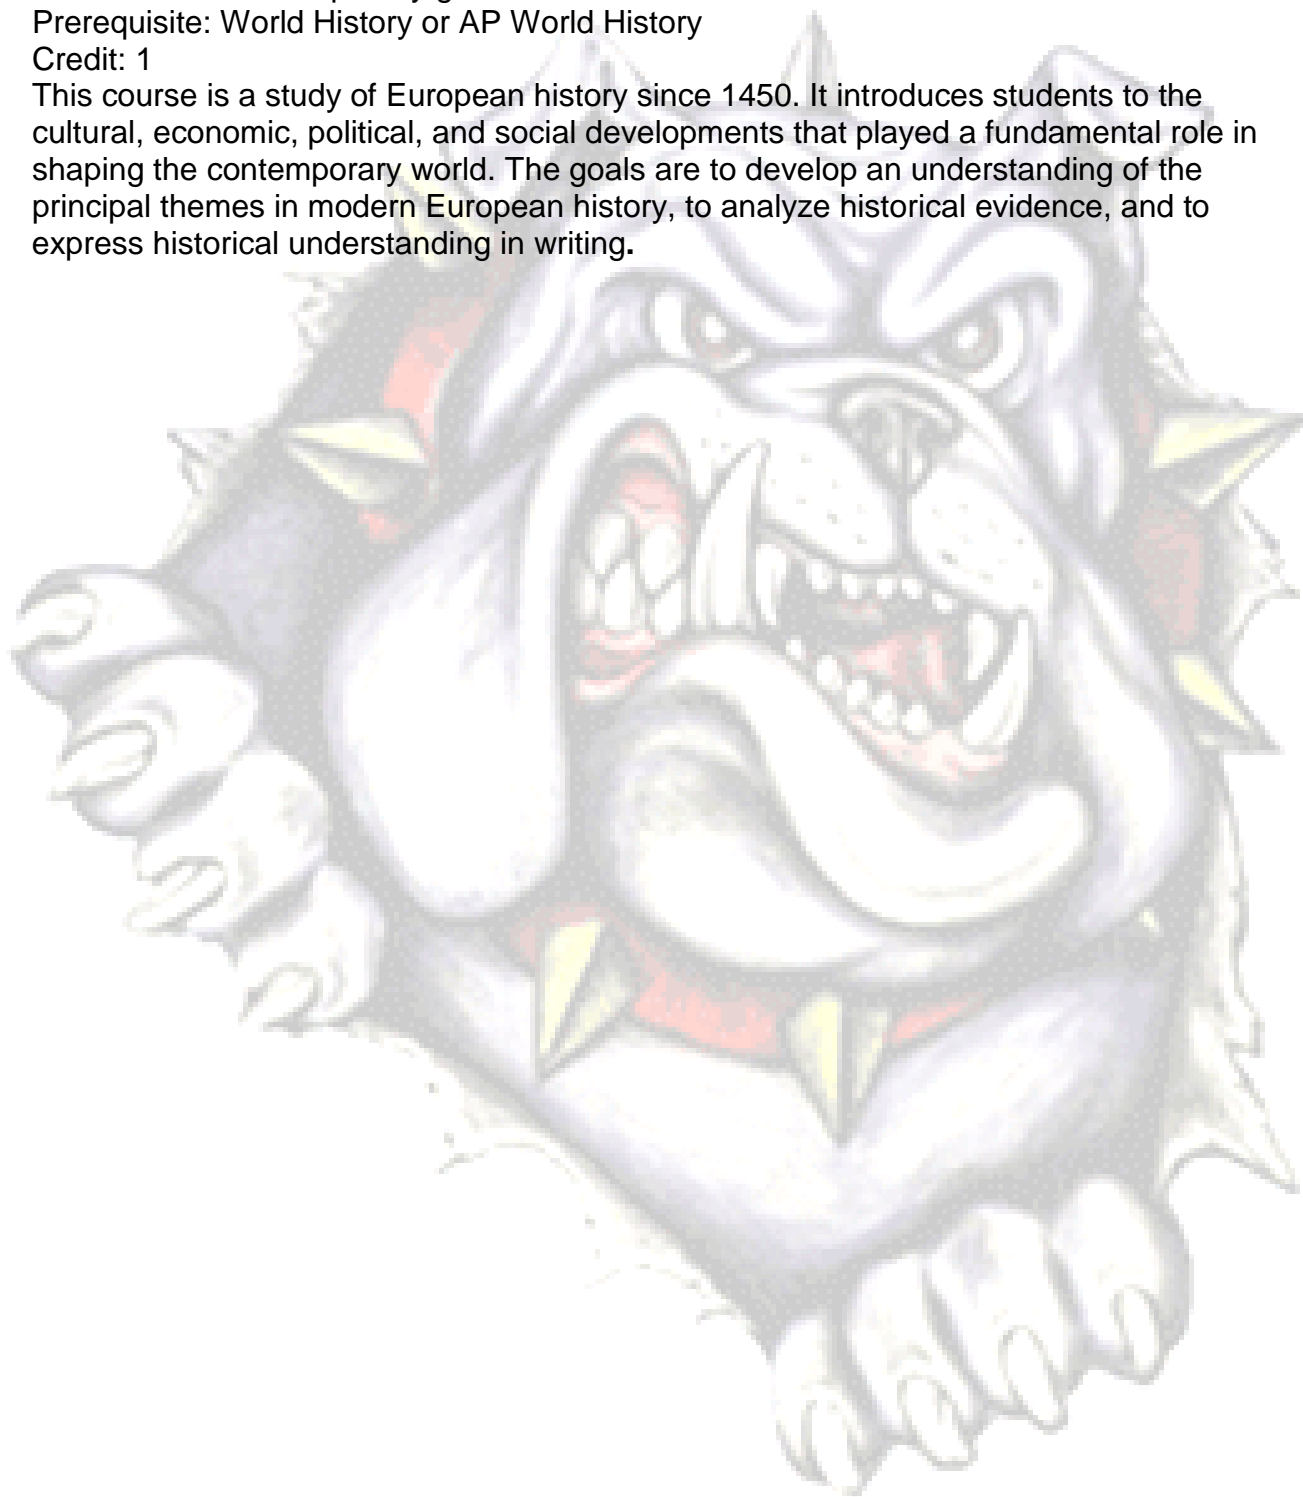 Prerequisite: World History or AP World History
Credit: 1
This course is a study of European history since 1450. It introduces students to the
cultural, economic, political, and social developments that played a fundamental role in
shaping the contemporary world. The goals are to develop an understanding of the
principal themes in modern European history, to analyze historical evidence, and to
express historical understanding in writing.